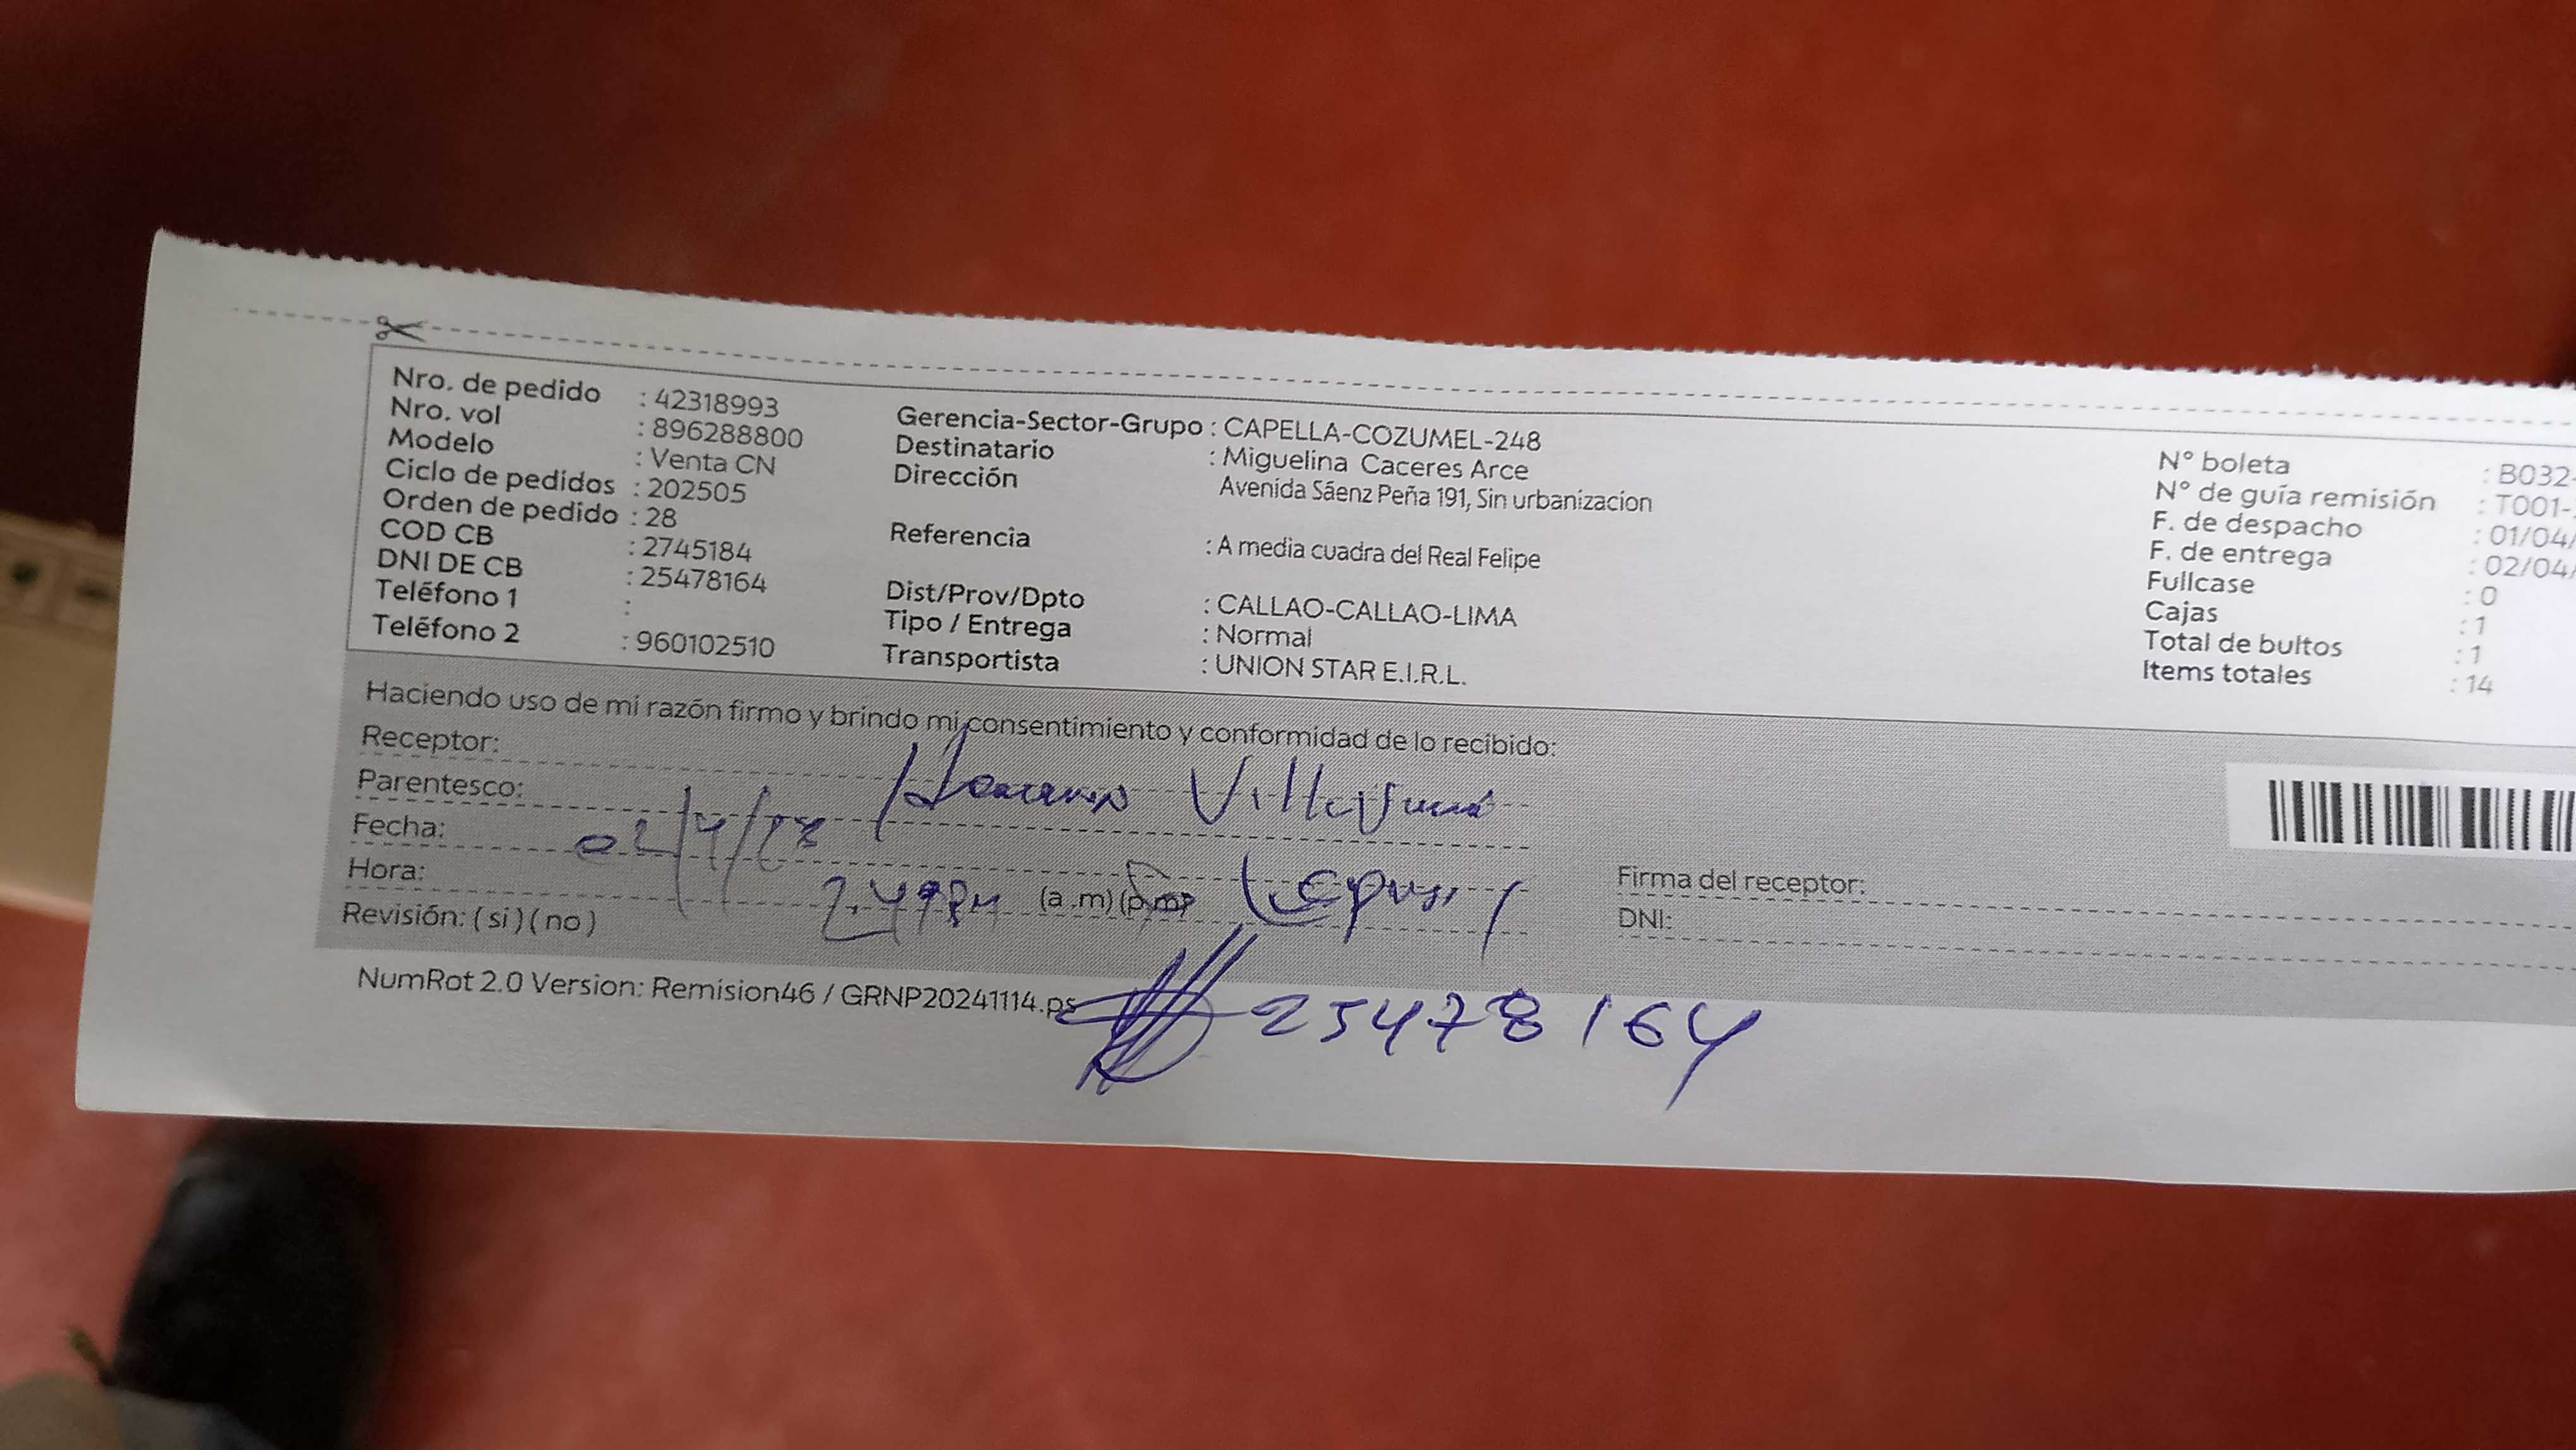 Nro. de pedido : 42318993
Nro. vol : 896288800
Modelo : Venta CN
Ciclo de pedidos : 202505
Orden de pedido : 28
COD CB : 2745184
DNI DE CB : 25478164
Teléfono 1 :
Teléfono 2 : 960102510
Gerencia-Sector-Grupo : CAPELLA-COZUMEL-248
Destinatario : Miguelina Caceres Arce
Dirección Avenida Sáenz Peña 191, Sin urbanizacion
Referencia : A media cuadra del Real Felipe
Dist/Prov/Dpto : CALLAO-CALLAO-LIMA
Tipo / Entrega : Normal
Transportista : UNION STAR E.I.R.L.
N° boleta : B032-
N° de guía remisión : T001-
F. de despacho : 01/04/
F. de entrega : 02/04/
Fullcase : 0
Cajas : 1
Total de bultos : 1
Items totales : 14
Haciendo uso de mi razón firmo y brindo mi consentimiento y conformidad de lo recibido:
Receptor:
Parentesco:
Fecha:
Hora: 2.49PM (a .m) (p.m)
Revisión: ( si ) ( no )
Firma del receptor:
DNI:
NumRot 2.0 Version: Remision46 / GRNP20241114.ps
25478164